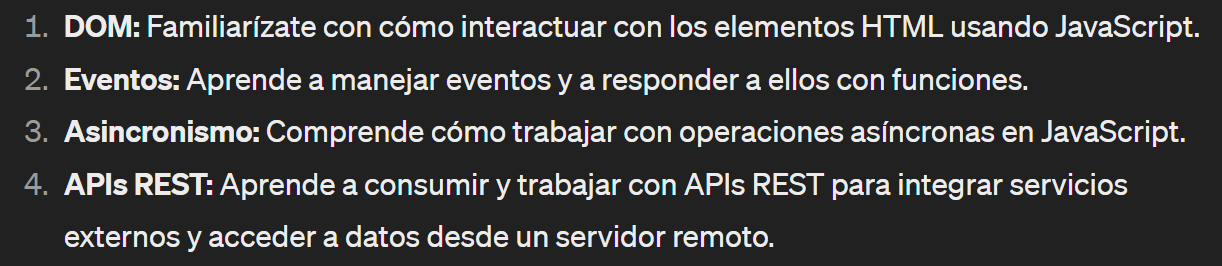 1. DOM: Familiarízate con cómo interactuar con los elementos HTML usando JavaScript.
2. Eventos: Aprende a manejar eventos y a responder a ellos con funciones.
3. Asincronismo: Comprende cómo trabajar con operaciones asíncronas en JavaScript.
4. APIs REST: Aprende a consumir y trabajar con APIs REST para integrar servicios
externos y acceder a datos desde un servidor remoto.